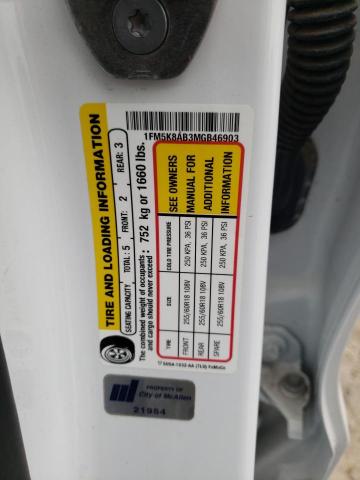 1FM5K8AB3MGB46903
TIRE AND LOADING INFORMATION
SEATING CAPACITY TOTAL: 5 FRONT: 2 REAR: 3
The combined weight of occupants and cargo should never exceed : 752 kg or 1660 lbs.
SEE OWNERS
MANUAL FOR
ADDITIONAL
INFORMATION
TYPE: SIZE COLD TIRE PRESSURE
FRONT 255/60R18 108V 250 KPA, 36 PSI
REAR 255/60R18 108V 250 KPA, 36 PSI
SPARE 255/60R18 108V 250 KPA, 36 PSI
PROPERTY OF
City of McAllen
21984